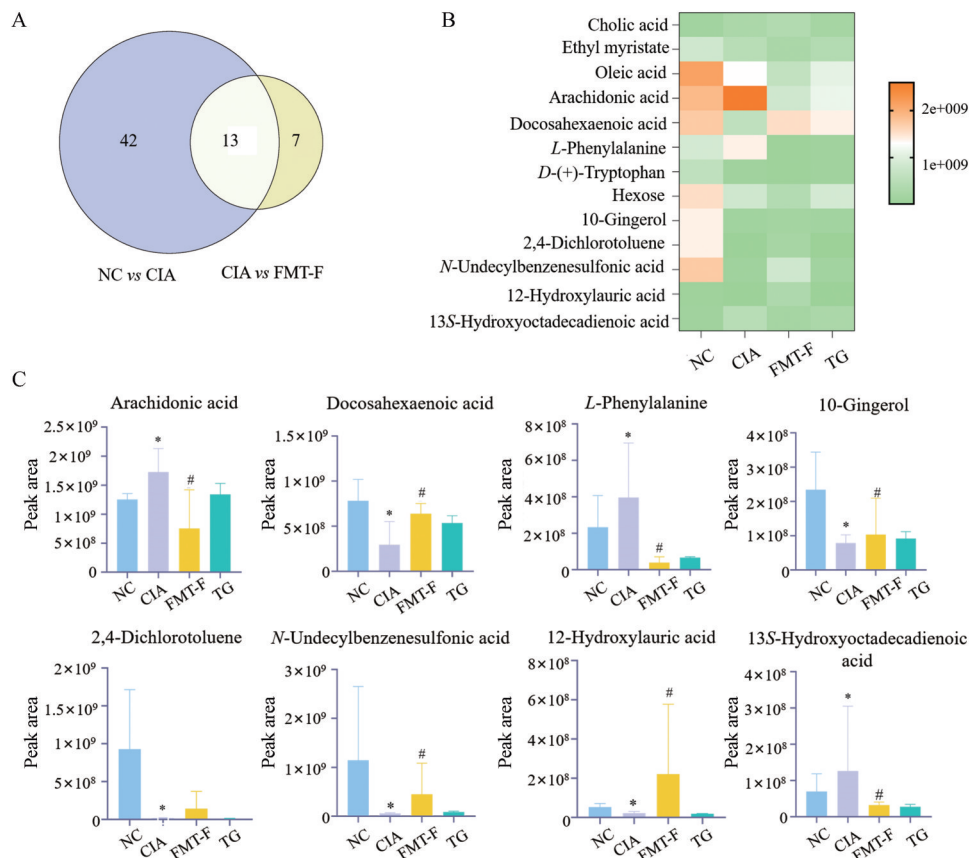 A
42
13
7
NC vs CIA
CIA vs FMT-F
B
Cholic acid
Ethyl myristate
Oleic acid
Arachidonic acid
Docosahexaenoic acid
L-Phenylalanine
D-(+)-Tryptophan
Hexose
10-Gingerol
2,4-Dichlorotoluene
N-Undecylbenzenesulfonic acid
12-Hydroxylauric acid
13S-Hydroxyoctadecadienoic acid
NC
CIA
FMT-F
TG
2e+009
1e+009
C
Arachidonic acid
Peak area
2.5×10⁹
2×10⁹
1.5×10⁹
1×10⁹
5×10⁸
0
*
#
NC
CIA
FMT-F
TG
Docosahexaenoic acid
Peak area
1.5×10⁹
1×10⁹
5×10⁸
0
*
#
NC
CIA
FMT-F
TG
L-Phenylalanine
Peak area
8×10⁸
6×10⁸
4×10⁸
2×10⁸
0
*
#
NC
CIA
FMT-F
TG
10-Gingerol
Peak area
4×10⁸
3×10⁸
2×10⁸
1×10⁸
0
*
#
NC
CIA
FMT-F
TG
2,4-Dichlorotoluene
Peak area
2×10⁹
2×10⁹
1×10⁹
5×10⁸
0
*
NC
CIA
FMT-F
TG
N-Undecylbenzenesulfonic acid
Peak area
3×10⁹
2×10⁹
1×10⁹
0
*
#
NC
CIA
FMT-F
TG
12-Hydroxylauric acid
Peak area
8×10⁸
6×10⁸
4×10⁸
2×10⁸
0
*
#
NC
CIA
FMT-F
TG
13S-Hydroxyoctadecadienoic
acid
Peak area
4×10⁸
3×10⁸
2×10⁸
1×10⁸
0
*
#
NC
CIA
FMT-F
TG